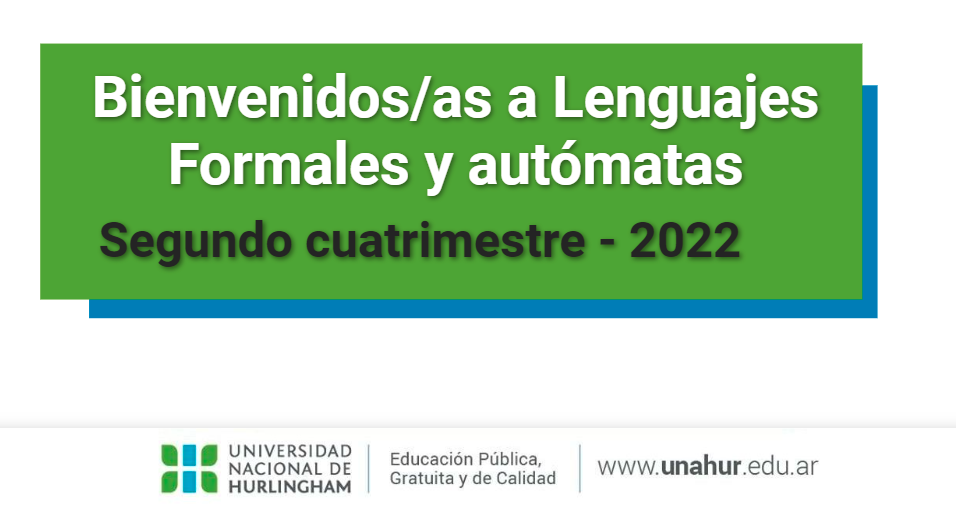 Bienvenidos/as a Lenguajes
Formales y autómatas
Segundo cuatrimestre - 2022
UNIVERSIDAD
NACIONAL DE
HURLINGHAM
Educación Pública,
Gratuita y de Calidad
www.unahur.edu.ar